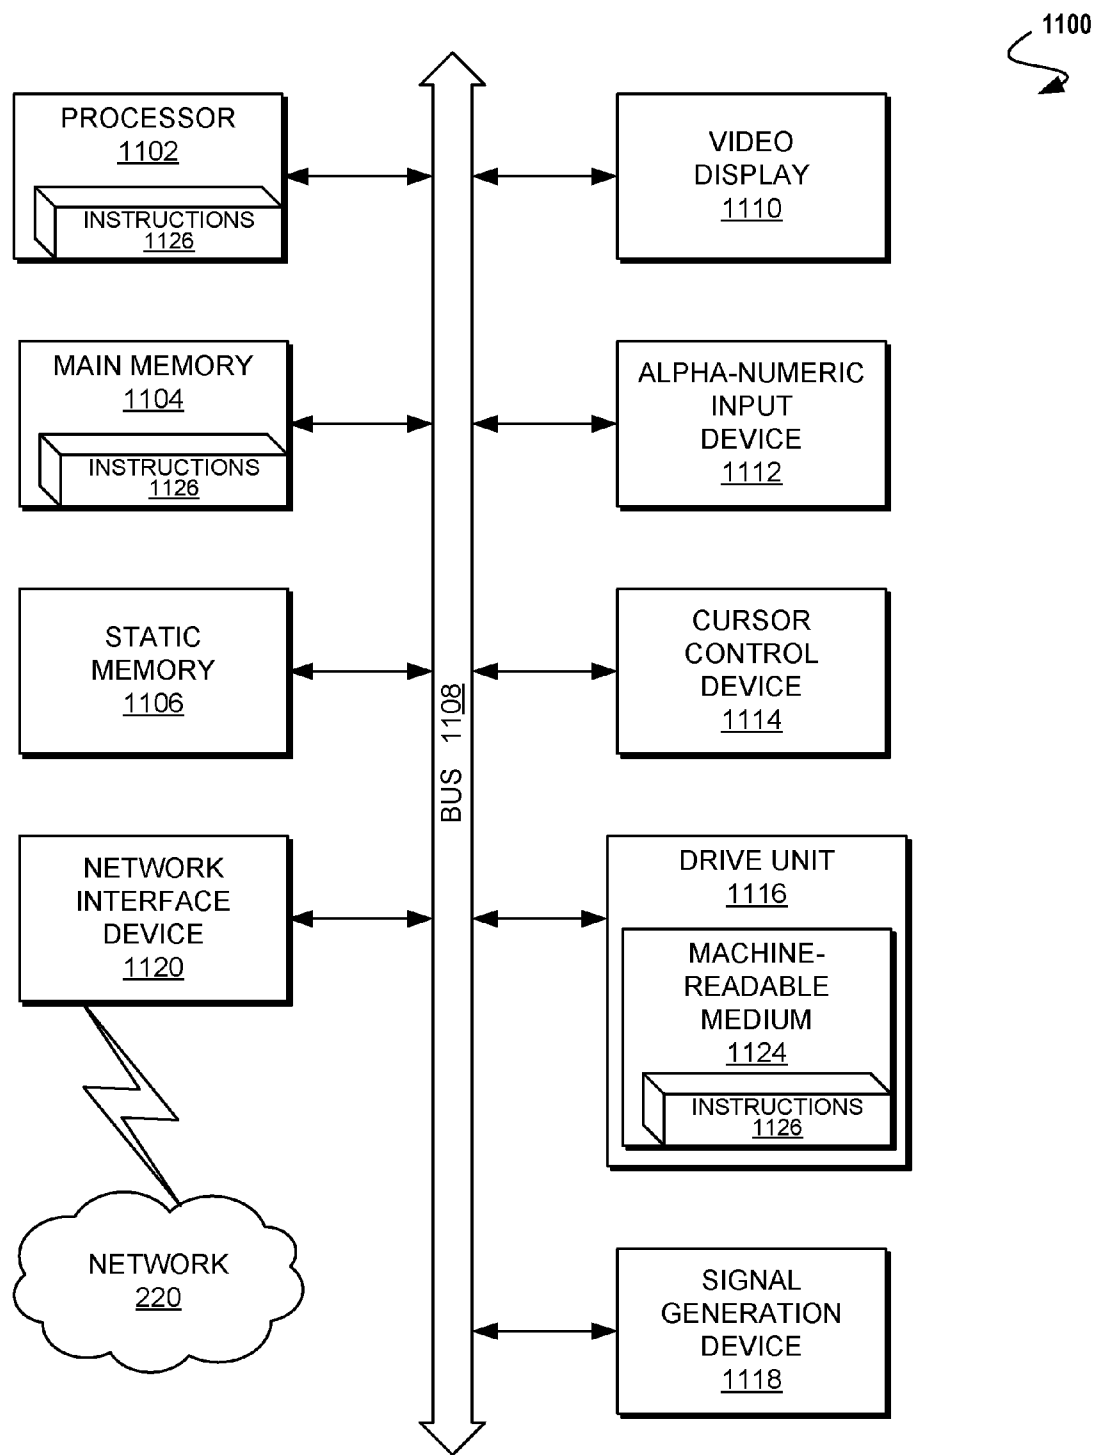 1100
PROCESSOR
1102
INSTRUCTIONS
1126
VIDEO
DISPLAY
1110
MAIN MEMORY
1104
INSTRUCTIONS
1126
ALPHA-NUMERIC
INPUT
DEVICE
1112
STATIC
MEMORY
1106
CURSOR
CONTROL
DEVICE
1114
BUS 1108
NETWORK
INTERFACE
DEVICE
1120
DRIVE UNIT
1116
MACHINE-
READABLE
MEDIUM
1124
INSTRUCTIONS
1126
NETWORK
220
SIGNAL
GENERATION
DEVICE
1118